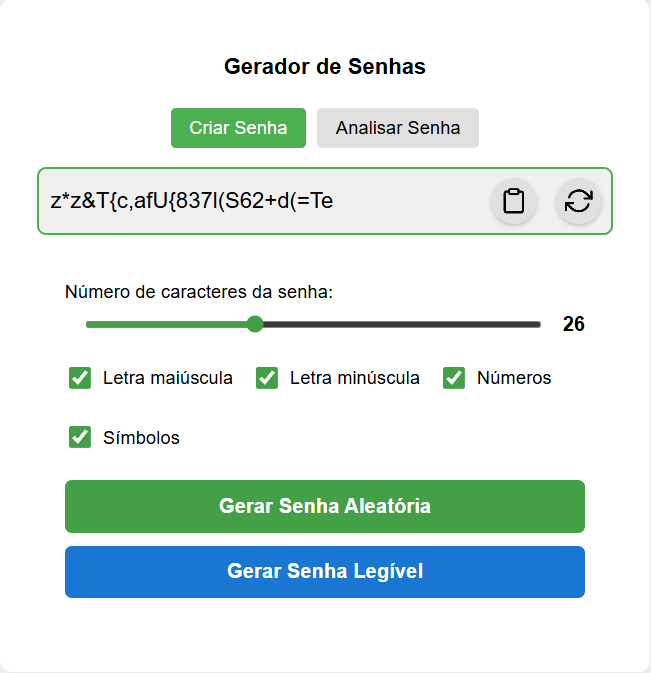 Gerador de Senhas
Criar Senha Analisar Senha
z*z&T{c,afU{837l(S62+d(=Te
Número de caracteres da senha:
26
Letra maiúscula Letra minúscula Números
Símbolos
Gerar Senha Aleatória
Gerar Senha Legível